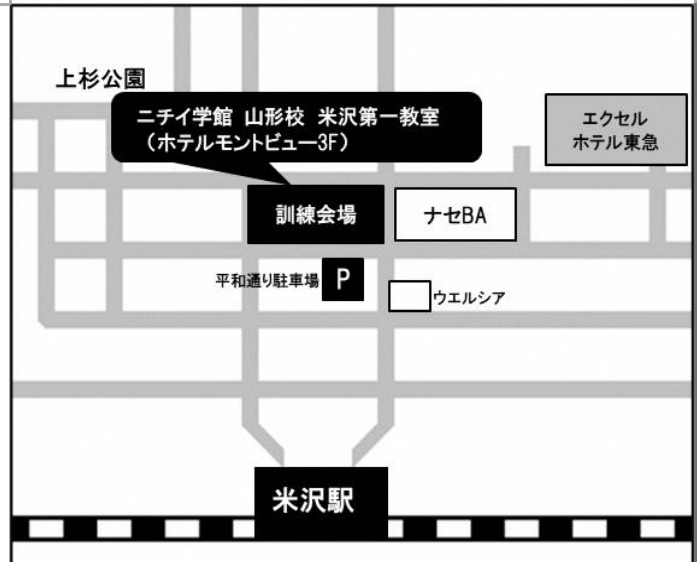 上杉公園
ニチイ学館 山形校 米沢第一教室
（ホテルモントビュー3F）
エクセル
ホテル東急
訓練会場
ナセBA
平和通り駐車場
P
ウエルシア
米沢駅